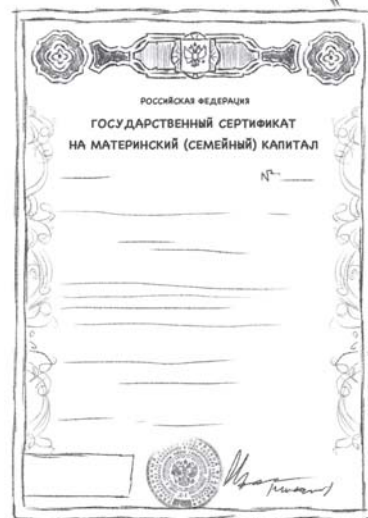 РОССИЙСКАЯ ФЕДЕРАЦИЯ
ГОСУДАРСТВЕННЫЙ СЕРТИФИКАТ
НА МАТЕРИНСКИЙ (СЕМЕЙНЫЙ) КАПИТАЛ
№